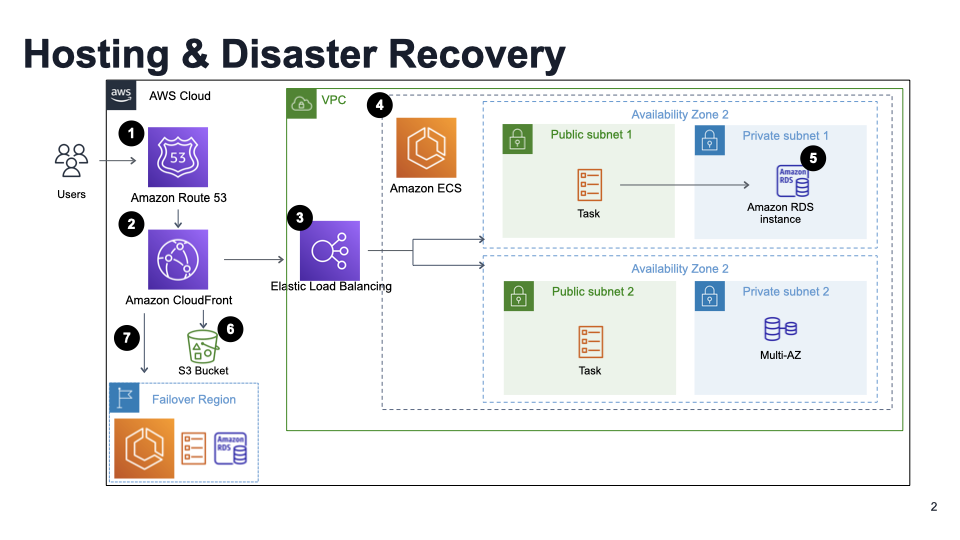 Hosting & Disaster Recovery
aws
AWS Cloud
VPC
4
Availability Zone 2
1
Public subnet 1
Private subnet 1
53
5
Users
Amazon Route 53
Amazon ECS
Task
Amazon
RDS
Amazon RDS
instance
2
3
Amazon CloudFront
Elastic Load Balancing
Availability Zone 2
Public subnet 2
Private subnet 2
7
6
S3 Bucket
Task
Multi-AZ
Failover Region
Amazon
RDS
2